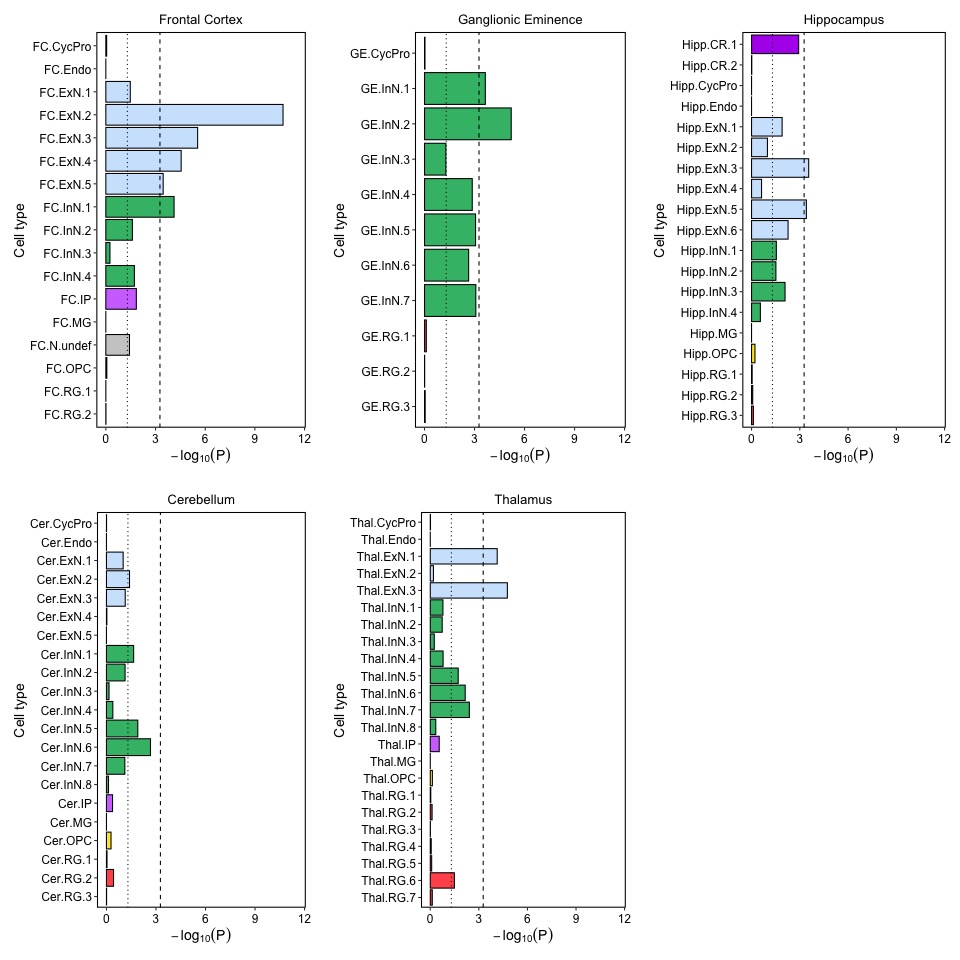 Frontal Cortex
Cell type
FC.CycPro
FC.Endo
FC.ExN.1
FC.ExN.2
FC.ExN.3
FC.ExN.4
FC.ExN.5
FC.InN.1
FC.InN.2
FC.InN.3
FC.InN.4
FC.IP
FC.MG
FC.N.undef
FC.OPC
FC.RG.1
FC.RG.2
0 3 6 9 12
−log₁₀(P)
Ganglionic Eminence
Cell type
GE.CycPro
GE.InN.1
GE.InN.2
GE.InN.3
GE.InN.4
GE.InN.5
GE.InN.6
GE.InN.7
GE.RG.1
GE.RG.2
GE.RG.3
0 3 6 9 12
−log₁₀(P)
Hippocampus
Cell type
Hipp.CR.1
Hipp.CR.2
Hipp.CycPro
Hipp.Endo
Hipp.ExN.1
Hipp.ExN.2
Hipp.ExN.3
Hipp.ExN.4
Hipp.ExN.5
Hipp.ExN.6
Hipp.InN.1
Hipp.InN.2
Hipp.InN.3
Hipp.InN.4
Hipp.MG
Hipp.OPC
Hipp.RG.1
Hipp.RG.2
Hipp.RG.3
0 3 6 9 12
−log₁₀(P)
Cerebellum
Cell type
Cer.CycPro
Cer.Endo
Cer.ExN.1
Cer.ExN.2
Cer.ExN.3
Cer.ExN.4
Cer.ExN.5
Cer.InN.1
Cer.InN.2
Cer.InN.3
Cer.InN.4
Cer.InN.5
Cer.InN.6
Cer.InN.7
Cer.InN.8
Cer.IP
Cer.MG
Cer.OPC
Cer.RG.1
Cer.RG.2
Cer.RG.3
0 3 6 9 12
−log₁₀(P)
Thalamus
Cell type
Thal.CycPro
Thal.Endo
Thal.ExN.1
Thal.ExN.2
Thal.ExN.3
Thal.InN.1
Thal.InN.2
Thal.InN.3
Thal.InN.4
Thal.InN.5
Thal.InN.6
Thal.InN.7
Thal.InN.8
Thal.IP
Thal.MG
Thal.OPC
Thal.RG.1
Thal.RG.2
Thal.RG.3
Thal.RG.4
Thal.RG.5
Thal.RG.6
Thal.RG.7
0 3 6 9 12
−log₁₀(P)